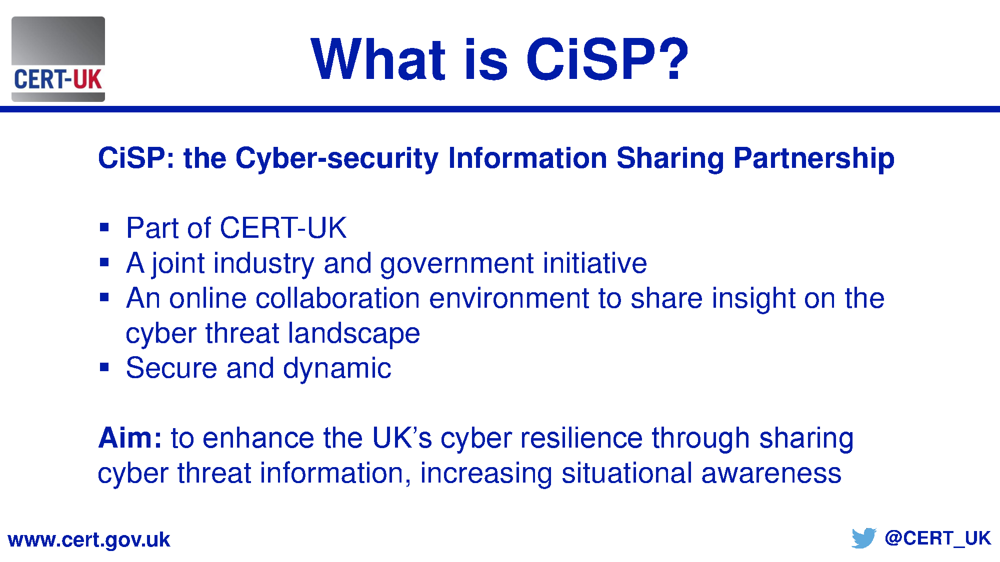 CERT-UK
What is CiSP?
CiSP: the Cyber-security Information Sharing Partnership
▪ Part of CERT-UK
▪ A joint industry and government initiative
▪ An online collaboration environment to share insight on the
cyber threat landscape
▪ Secure and dynamic
Aim: to enhance the UK’s cyber resilience through sharing
cyber threat information, increasing situational awareness
www.cert.gov.uk
@CERT_UK